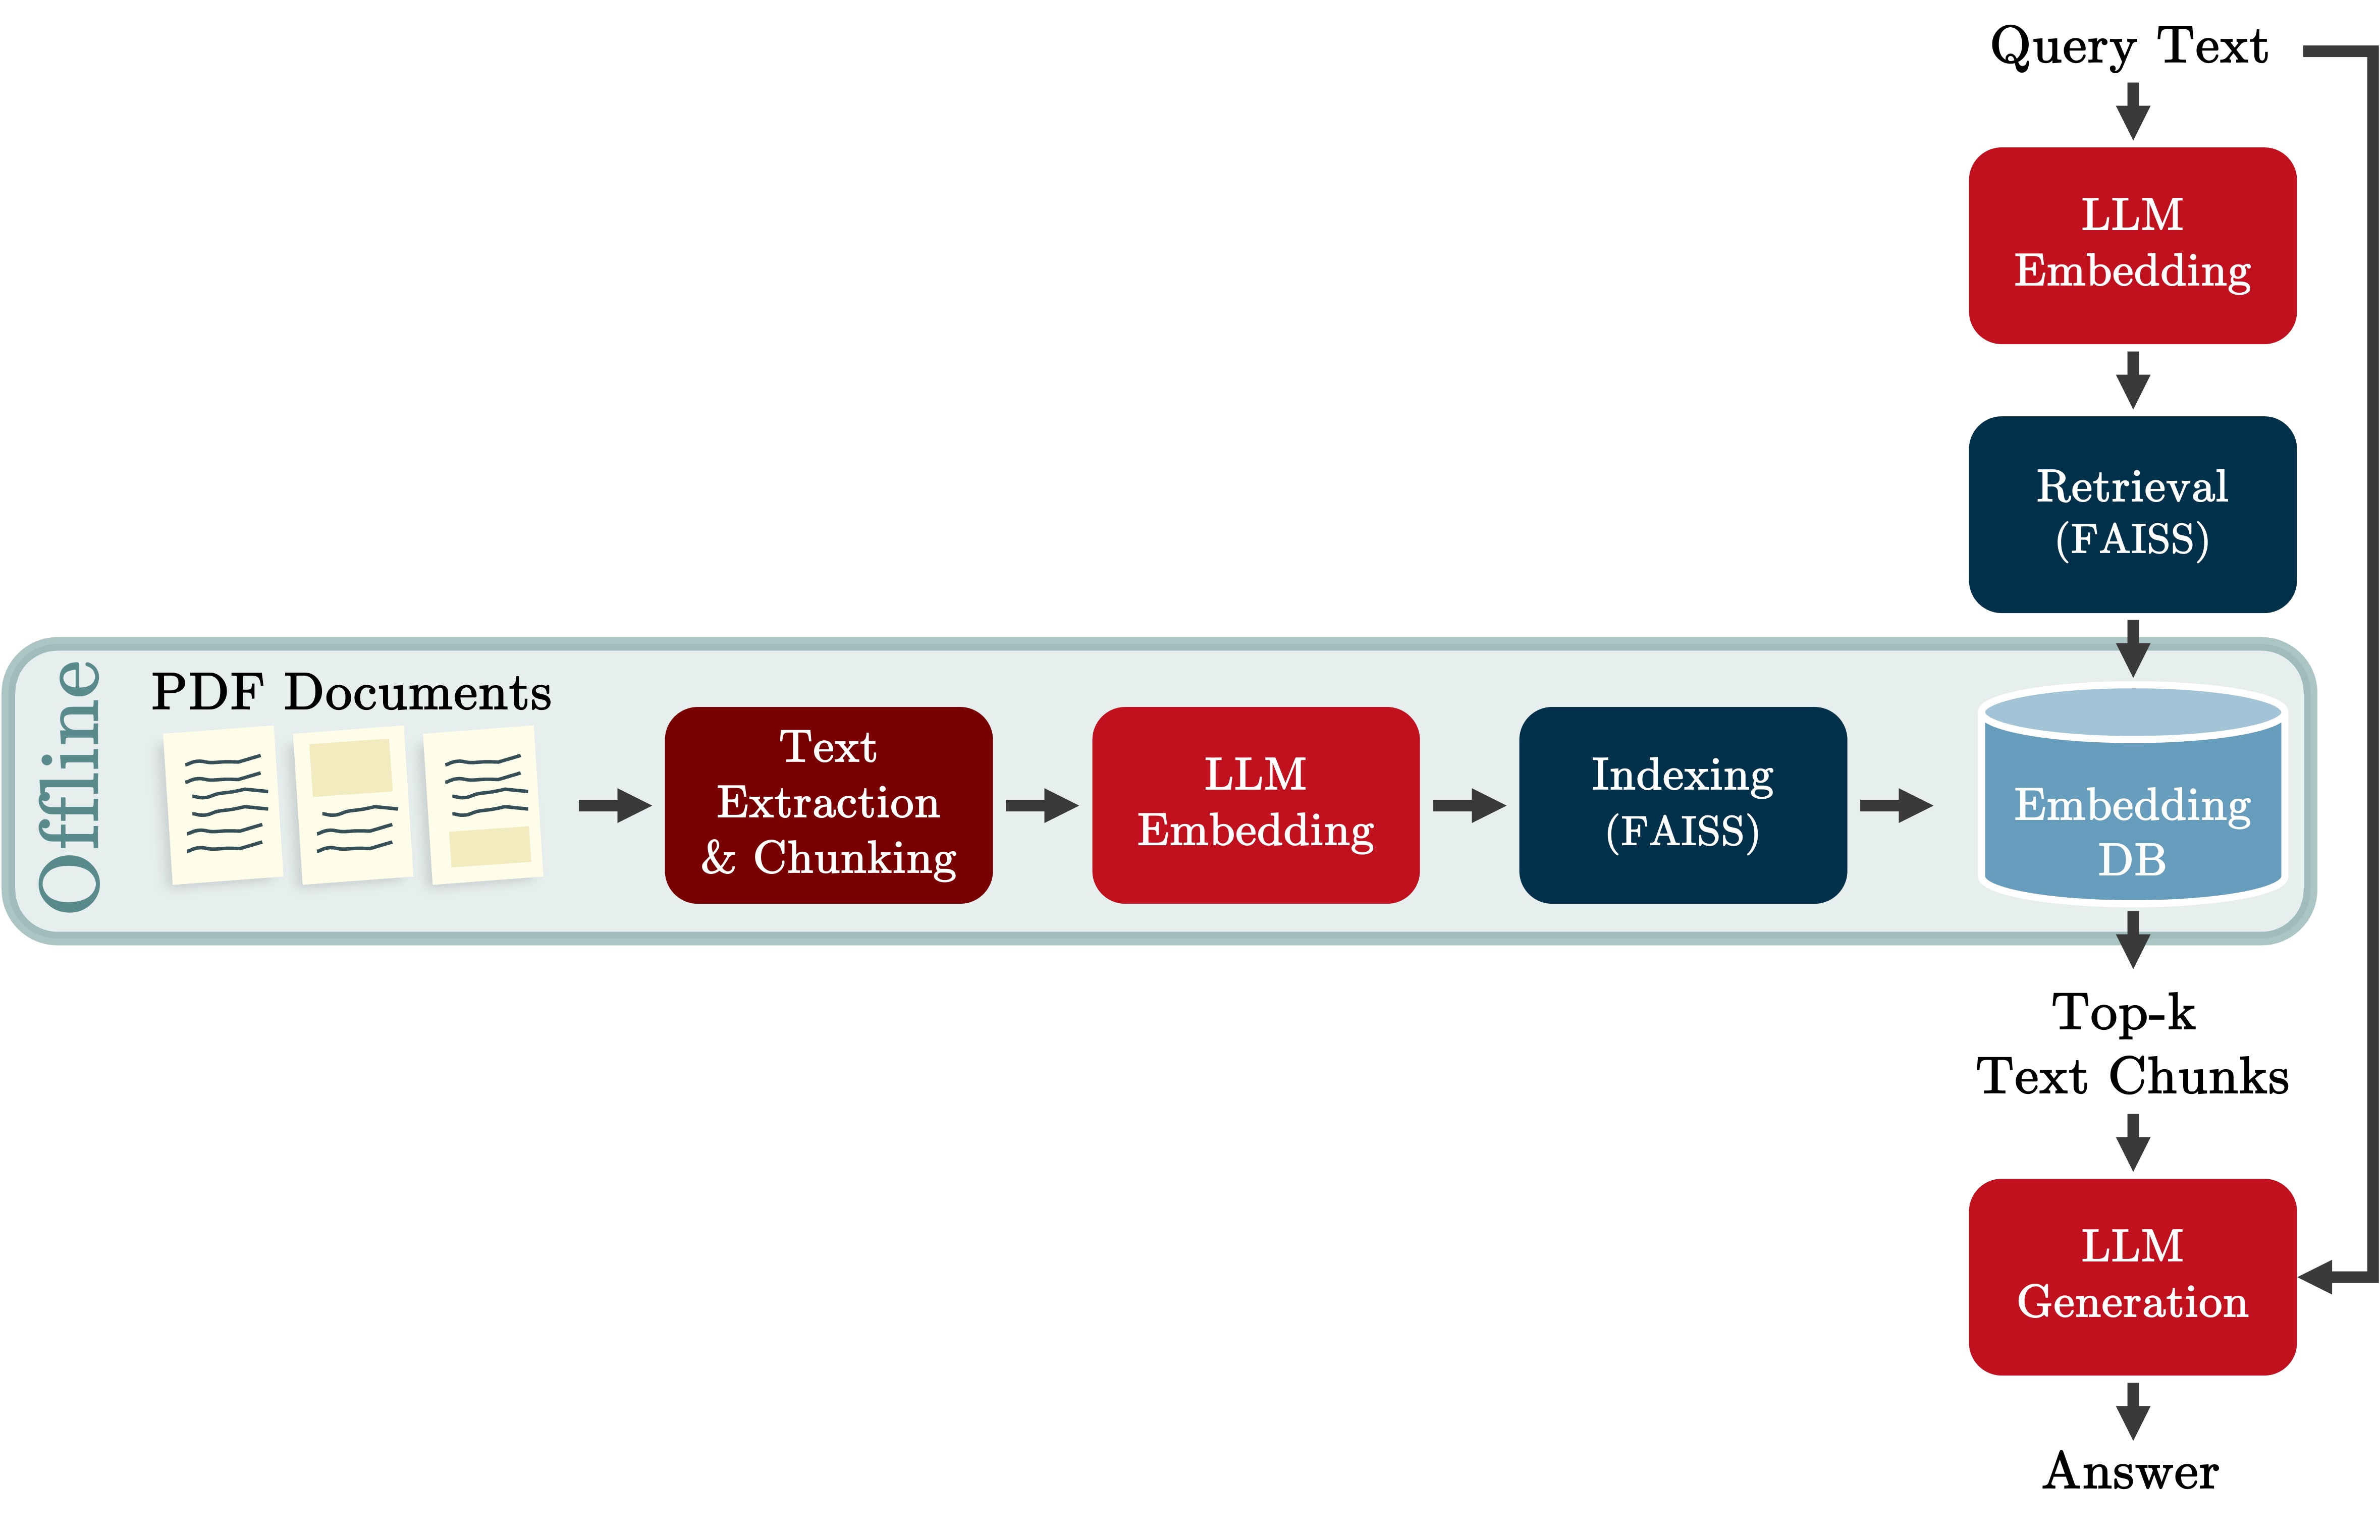 Query Text
LLM
Embedding
Retrieval
(FAISS)
Offline
PDF Documents
Text
Extraction
& Chunking
LLM
Embedding
Indexing
(FAISS)
Embedding
DB
Top-k
Text Chunks
LLM
Generation
Answer